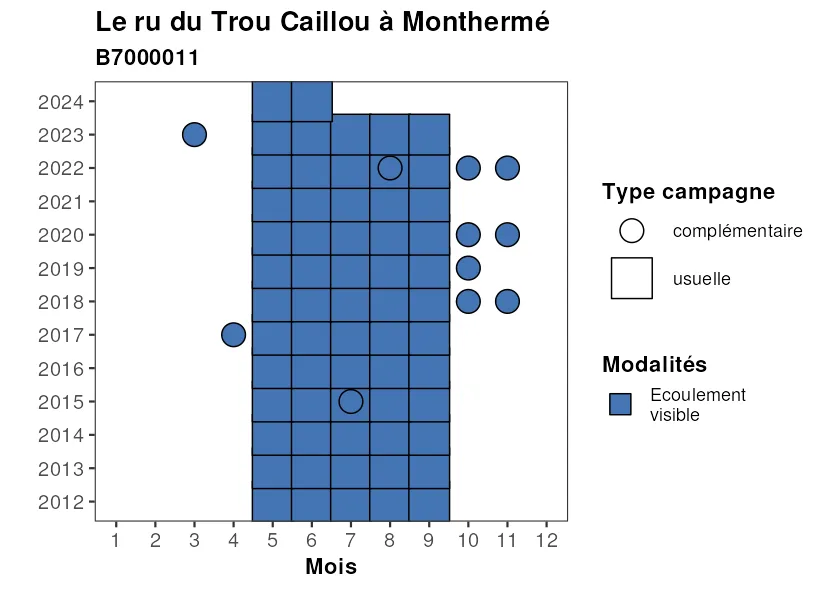 Le ru du Trou Caillou à Monthermé
B7000011
2024
2023
2022
2021
2020
2019
2018
2017
2016
2015
2014
2013
2012
1 2 3 4 5 6 7 8 9 10 11 12
Mois
Type campagne
complémentaire
usuelle
Modalités
Ecoulement
visible